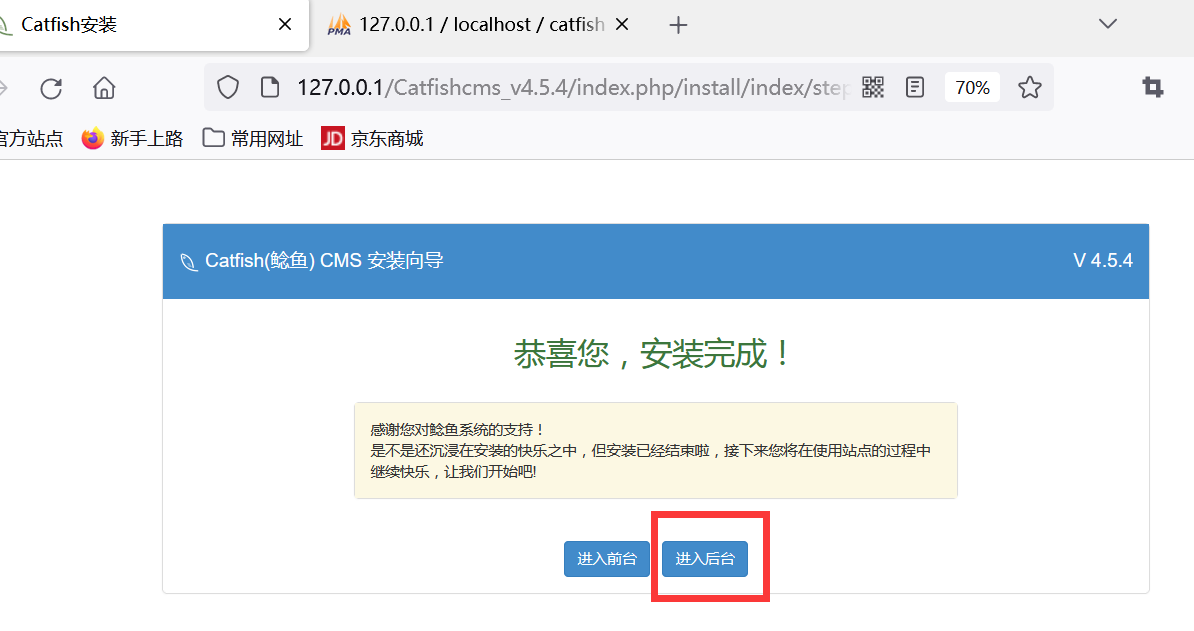 Catfish安装
PMA 127.0.0.1 / localhost / catfish
127.0.0.1/Catfishcms_v4.5.4/index.php/install/index/step
70%
官方站点 新手上路 常用网址 JD 京东商城
Catfish(鲶鱼) CMS 安装向导 V 4.5.4
恭喜您，安装完成！
感谢您对鲶鱼系统的支持！
是不是还沉浸在安装的快乐之中，但安装已经结束啦，接下来您将在使用站点的过程中
继续快乐，让我们开始吧!
进入前台 进入后台